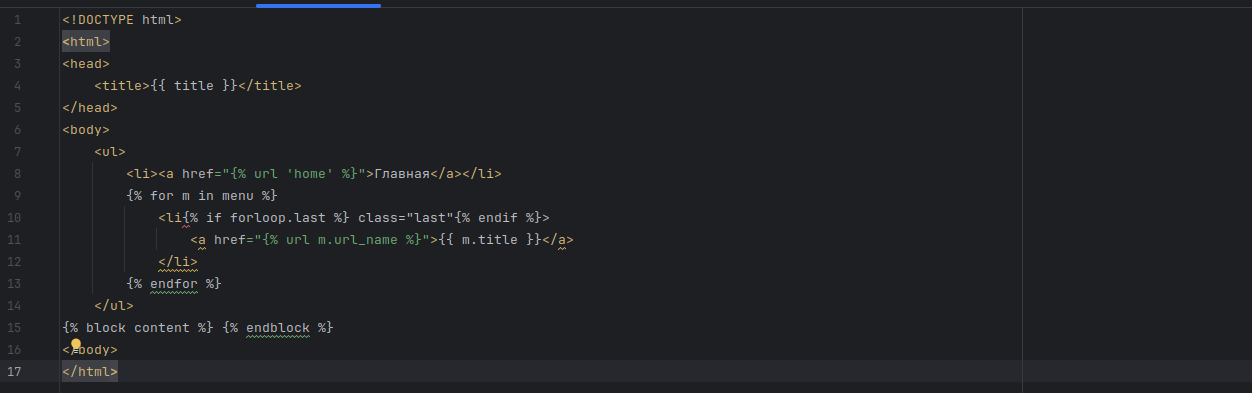 1 <!DOCTYPE html>
2 <html>
3 <head>
4     <title>{{ title }}</title>
5 </head>
6 <body>
7     <ul>
8         <li><a href="{% url 'home' %}">Главная</a></li>
9         {% for m in menu %}
10             <li{% if forloop.last %} class="last"{% endif %}>
11                 <a href="{% url m.url_name %}">{{ m.title }}</a>
12             </li>
13         {% endfor %}
14     </ul>
15 {% block content %} {% endblock %}
16 </body>
17 </html>